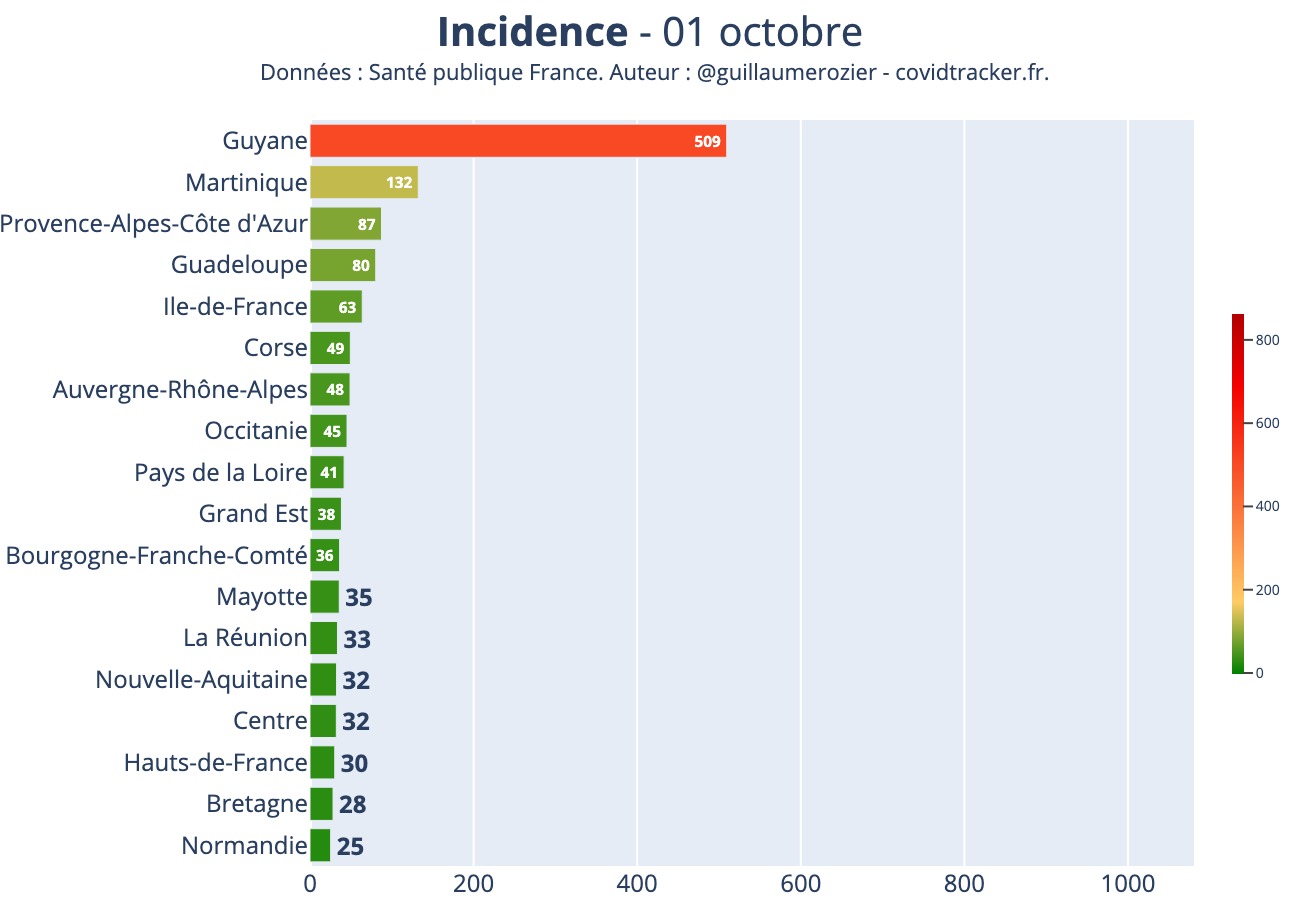 Incidence - 01 octobre
Données : Santé publique France. Auteur : @guillaumerozier - covidtracker.fr.
Guyane 509
Martinique 132
Provence-Alpes-Côte d'Azur 87
Guadeloupe 80
Ile-de-France 63
Corse 49
Auvergne-Rhône-Alpes 48
Occitanie 45
Pays de la Loire 41
Grand Est 38
Bourgogne-Franche-Comté 36
Mayotte 35
La Réunion 33
Nouvelle-Aquitaine 32
Centre 32
Hauts-de-France 30
Bretagne 28
Normandie 25
0 200 400 600 800 1000
800
600
400
200
0